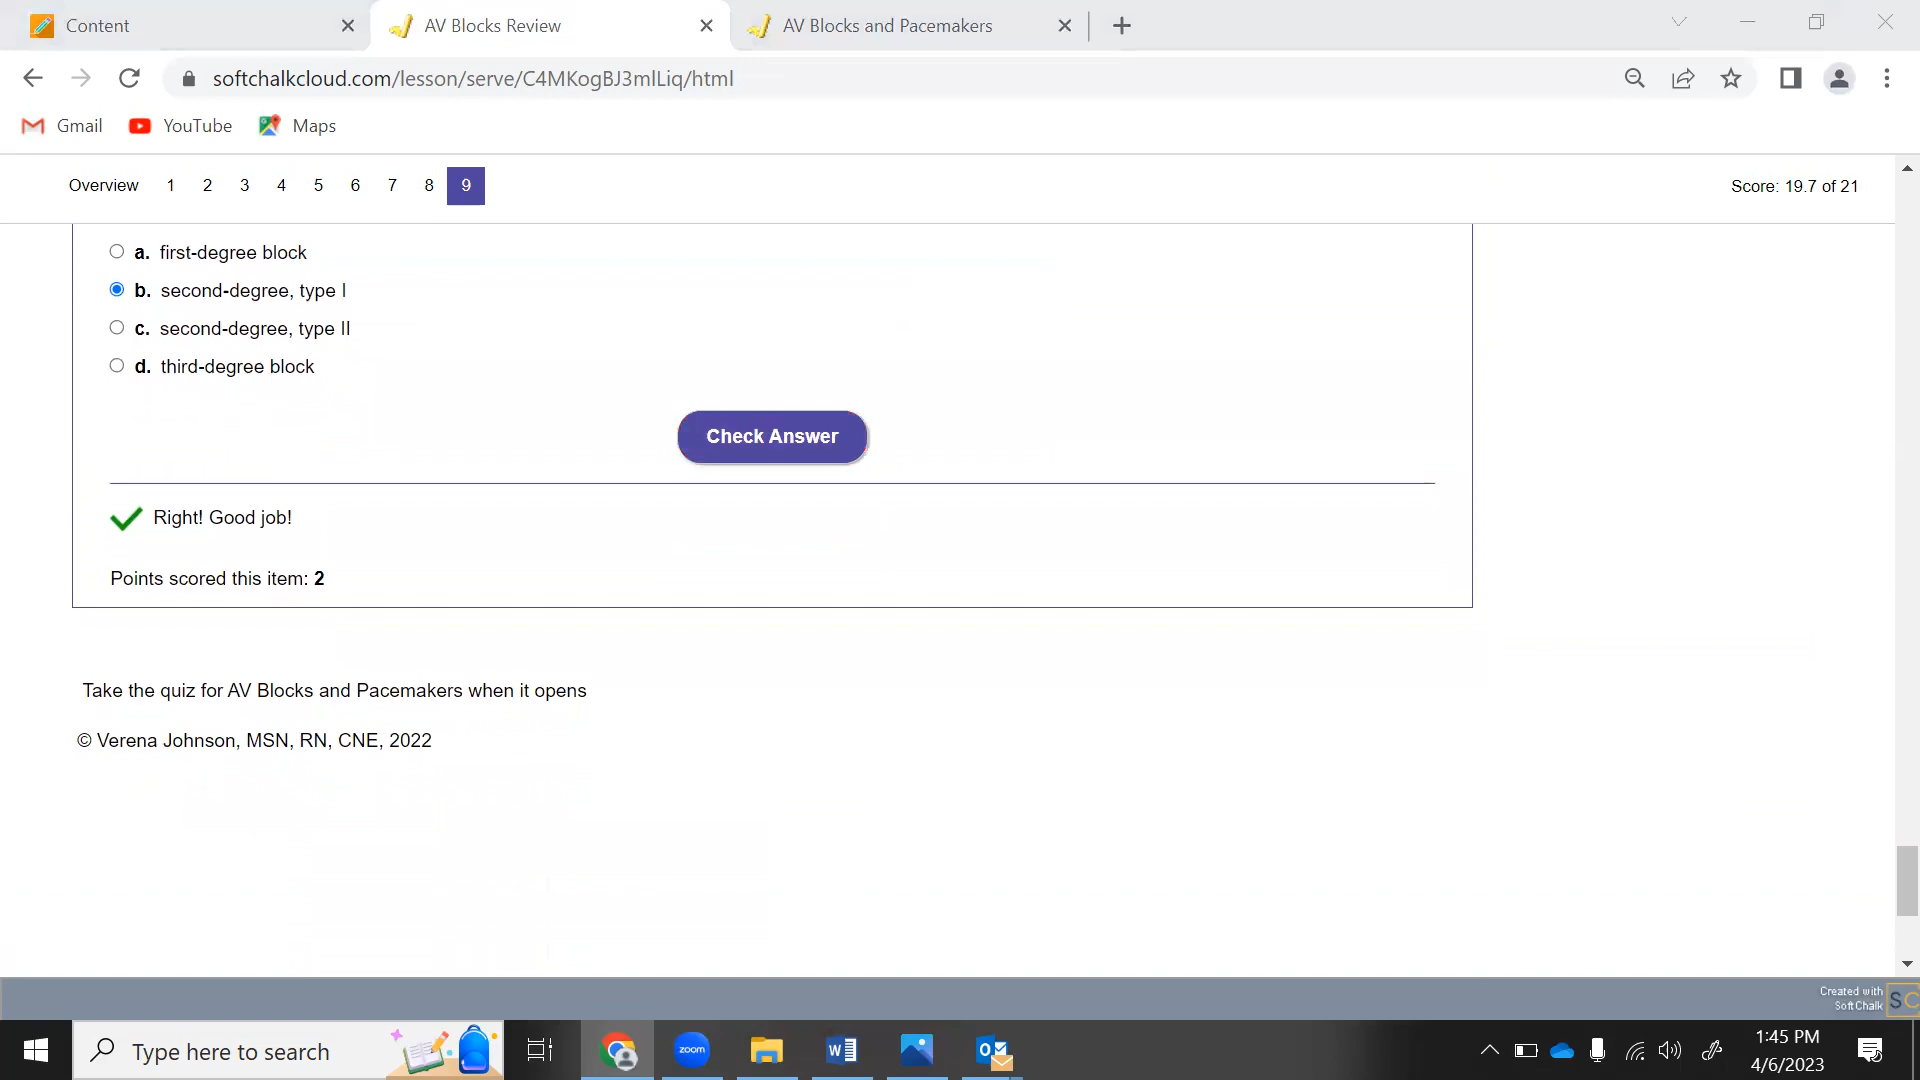 Content
AV Blocks Review
AV Blocks and Pacemakers
softchalkcloud.com/lesson/serve/C4MKogBJ3mlLiq/html
Gmail
YouTube
Maps
Overview 1 2 3 4 5 6 7 8 9
Score: 19.7 of 21
a. first-degree block
b. second-degree, type I
c. second-degree, type II
d. third-degree block
Check Answer
Right! Good job!
Points scored this item: 2
Take the quiz for AV Blocks and Pacemakers when it opens
© Verena Johnson, MSN, RN, CNE, 2022
Created with
SoftChalk
SC
Type here to search
zoom
W
O
1:45 PM
4/6/2023